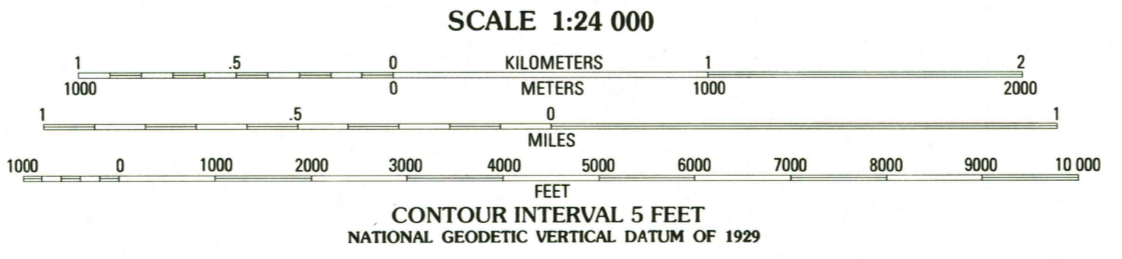 SCALE 1:24 000
1 .5 0 KILOMETERS 1 2
1000 0 METERS 1000 2000
1 .5 0 1
MILES
1000 0 1000 2000 3000 4000 5000 6000 7000 8000 9000 10 000
FEET
CONTOUR INTERVAL 5 FEET
NATIONAL GEODETIC VERTICAL DATUM OF 1929